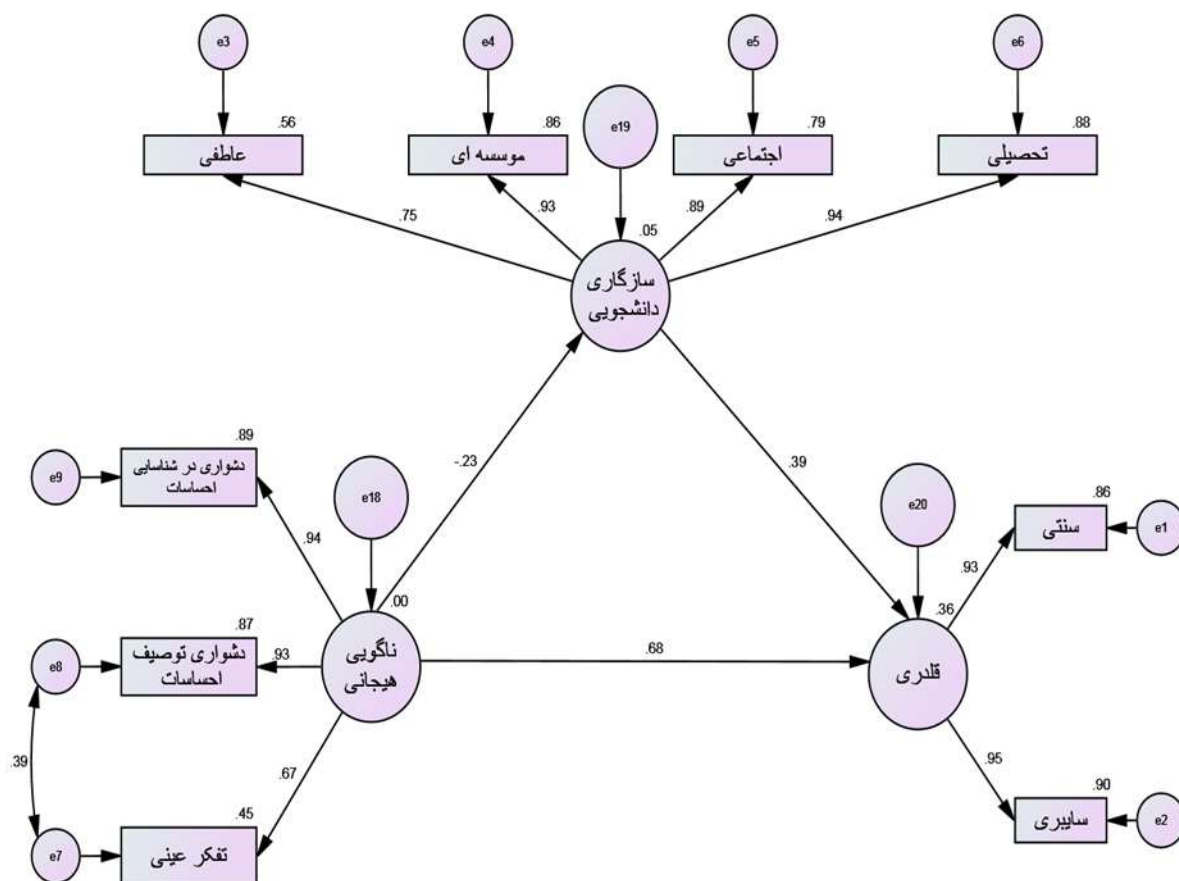 e3
e4
e5
e6
.56
.86
e19
.79
.88
عاطفی
موسسه ای
اجتماعی
تحصیلی
.75
.93
.89
.94
.05
سازگاری
دانشجویی
.89
e9
دشواری در شناسایی
احساسات
-.23
.39
e18
e20
.86
سنتی
e1
.94
.93
.00
.36
.87
e8
دشواری توصیف
احساسات
.93
ناگویی
هیجانی
.68
قلدری
.39
.67
.95
.45
.90
e7
تفکر عینی
سایبری
e2